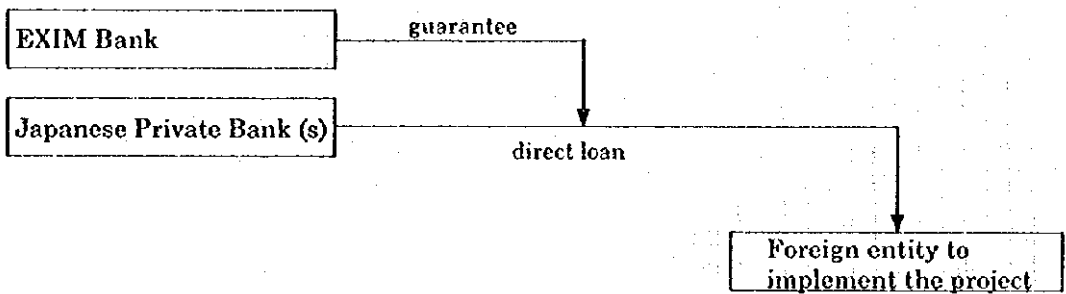 guarantee
EXIM Bank
Japanese Private Bank (s)
direct loan
Foreign entity to
implement the project